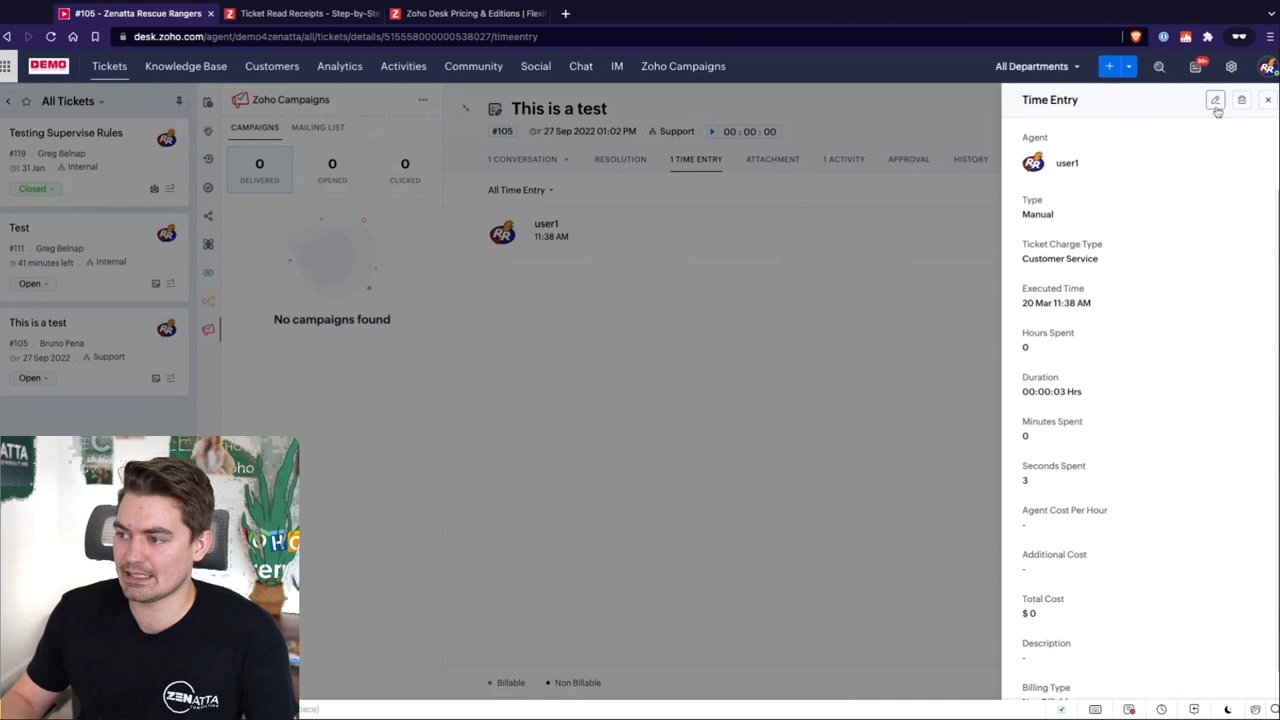 #105 - Zenatta Rescue Rangers
Ticket Read Receipts - Step-by-St
Zoho Desk Pricing & Editions | Flexi
desk.zoho.com/agent/demo4zenatta/all/tickets/details/515558000000538027/timeentry
DEMO
Tickets
Knowledge Base
Customers
Analytics
Activities
Social
Chat
IM
Zoho Campaigns
All Departments
99+
All Tickets
Testing Supervise Rules
#119 Greg Belnap
31 Jan . Internal
Closed
Test
#111 Greg Belnap
41 minutes left . Internal
Open
This is a test
#105 . Bruno Pena
27 Sep 2022 . Support
Open
Zoho Campaigns
CAMPAIGNS
MAILING LIST
0
DELIVERED
0
OPENED
0
CLICKED
No campaigns found
This is a test
#105 . 27 Sep 2022 01:02 PM . Support
00 : 00 : 00
1 CONVERSATION
RESOLUTION
1 TIME ENTRY
ATTACHMENT
1 ACTIVITY
APPROVAL
HISTORY
All Time Entry
user1
11:38 AM
Billable
Non Billable
Time Entry
Agent
user1
Type
Manual
Ticket Charge Type
Customer Service
Executed Time
20 Mar 11:38 AM
Hours Spent
0
Duration
00:00:03 Hrs
Minutes Spent
0
Seconds Spent
3
Agent Cost Per Hour
-
Additional Cost
-
Total Cost
$ 0
Description
-
Billing Type
ZENATTA